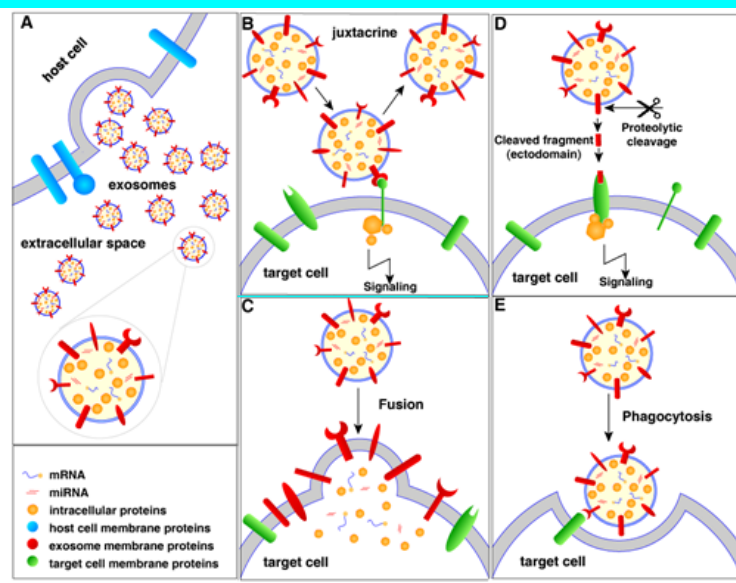 A
host cell
exosomes
extracellular space
mRNA
miRNA
intracellular proteins
host cell membrane proteins
exosome membrane proteins
target cell membrane proteins
B
juxtacrine
target cell
Signaling
C
Fusion
target cell
D
Proteolytic
cleavage
Cleaved fragment
(ectodomain)
target cell
Signaling
E
Phagocytosis
target cell